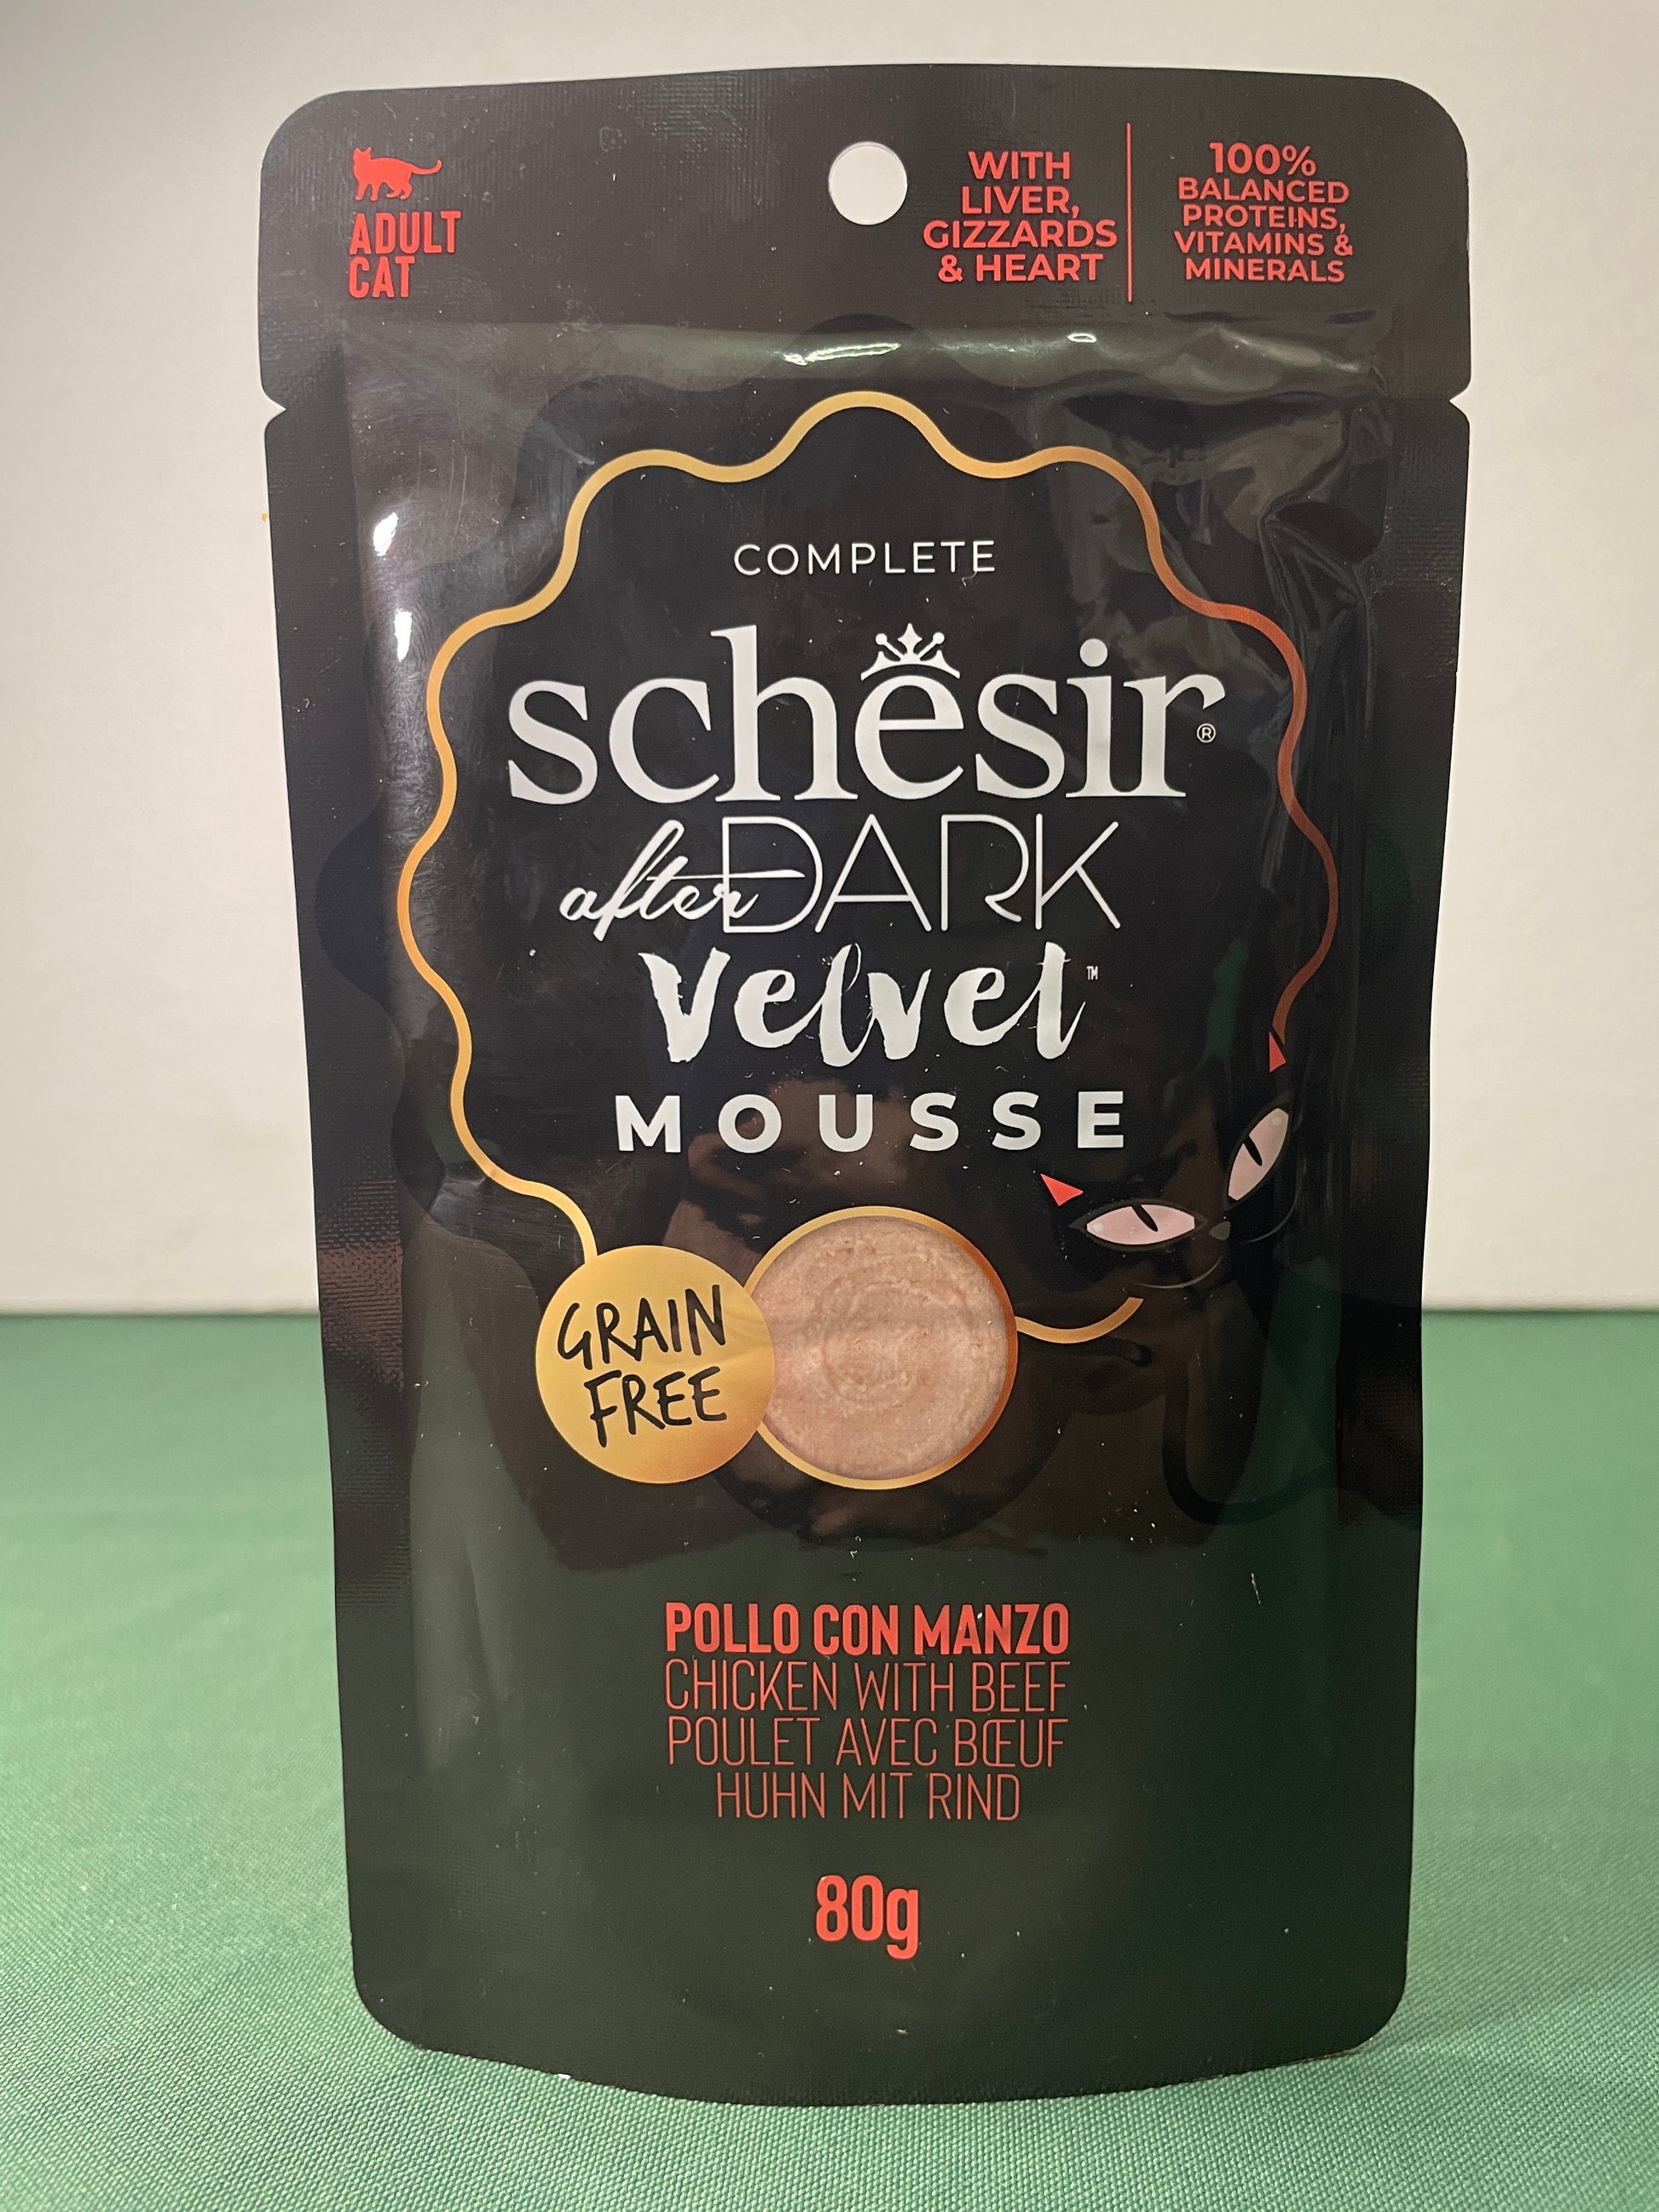 ADULT
CAT
WITH
LIVER,
GIZZARDS
& HEART
100%
BALANCED
PROTEINS,
VITAMINS &
MINERALS
COMPLETE
schesir®
after DARK
Velvet™
MOUSSE
GRAIN
FREE
POLLO CON MANZO
CHICKEN WITH BEEF
POULET AVEC BŒUF
HUHN MIT RIND
80g